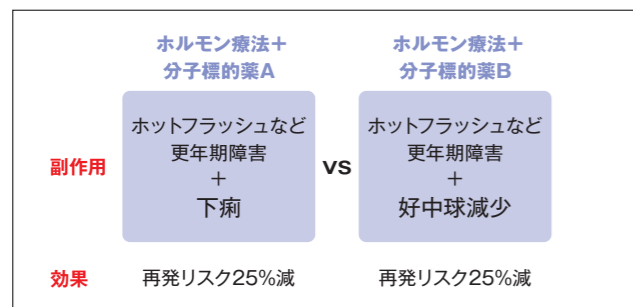 ホルモン療法＋
分子標的薬A
ホルモン療法＋
分子標的薬B
副作用
ホットフラッシュなど
更年期障害
＋
下痢
VS
ホットフラッシュなど
更年期障害
＋
好中球減少
効果
再発リスク25%減
再発リスク25%減